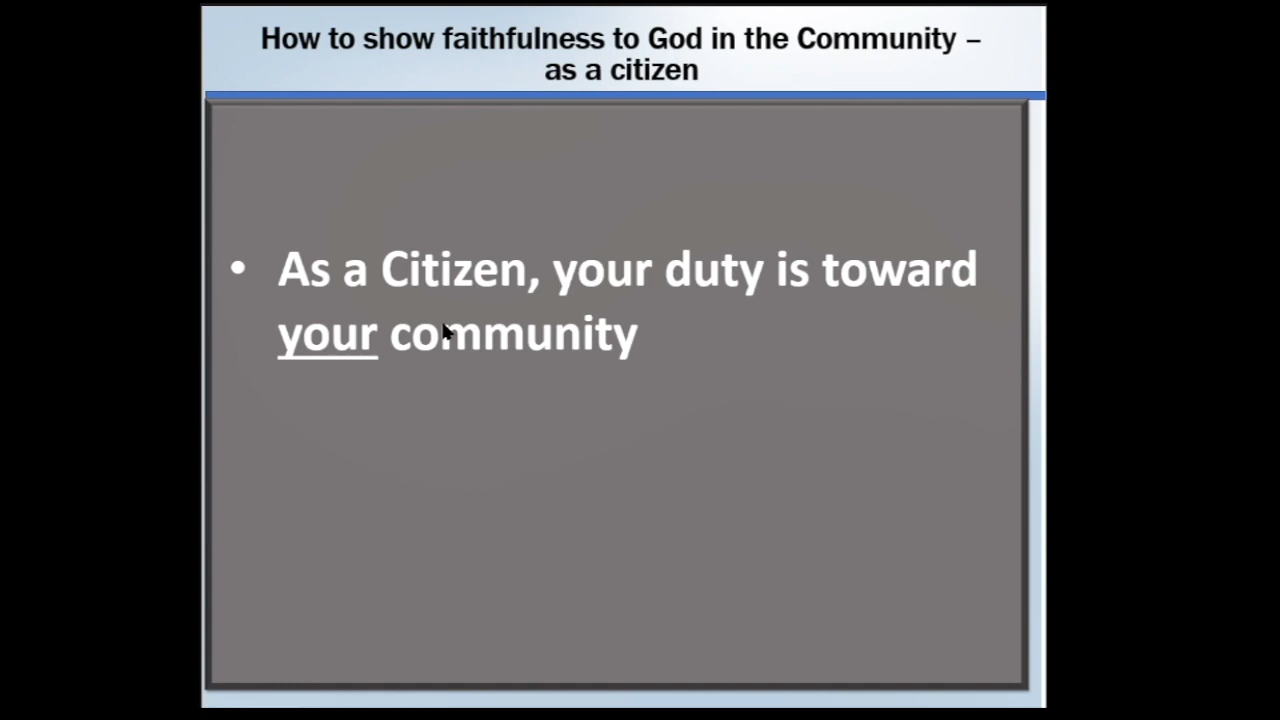 How to show faithfulness to God in the Community –
as a citizen
• As a Citizen, your duty is toward
your community